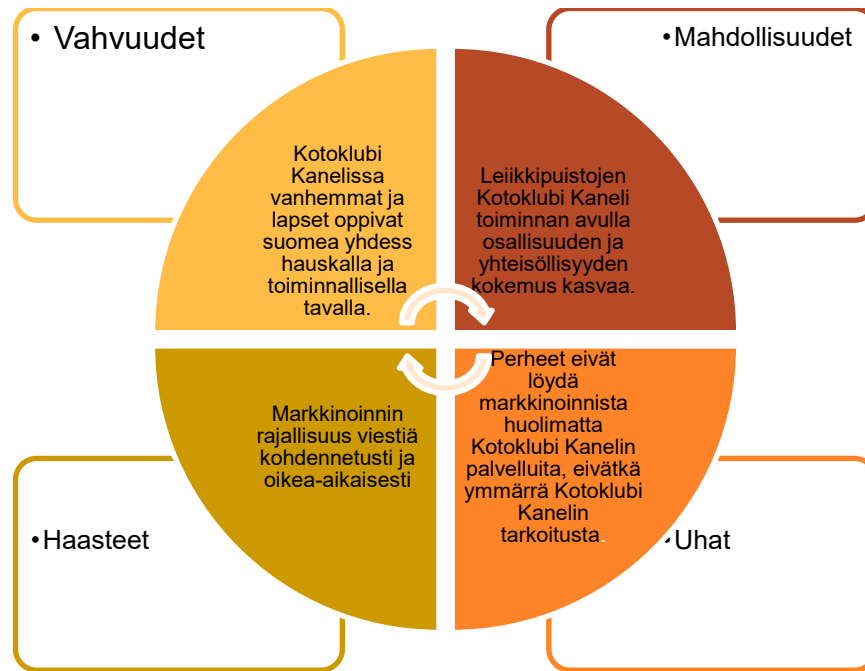 • Vahvuudet
Kotoklubi
Kanelissa
vanhemmat ja
lapset oppivat
suomea yhdess
hauskalla ja
toiminnallisella
tavalla.
•Mahdollisuudet
Leiikkipuistojen
Kotoklubi Kaneli
toiminnan avulla
osallisuuden ja
yhteisöllisyyden
kokemus kasvaa.
Markkinoinnin
rajallisuus viestiä
kohdennetusti ja
oikea-aikaisesti
•Haasteet
Perheet eivät
löydä
markkinoinnista
huolimatta
Kotoklubi Kanelin
palvelluita, eivätkä
ymmärrä Kotoklubi
Kanelin
tarkoitusta.
•Uhat